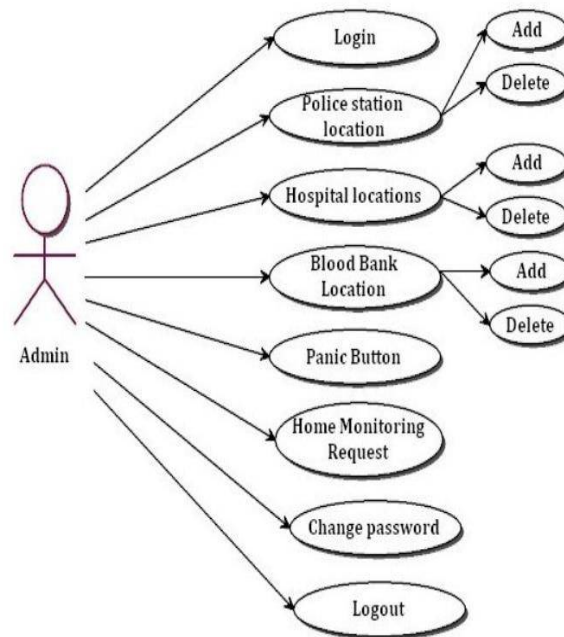 Login
Add
Police station
location
Delete
Hospital locations
Add
Delete
Blood Bank
Location
Add
Delete
Admin
Panic Button
Home Monitoring
Request
Change password
Logout